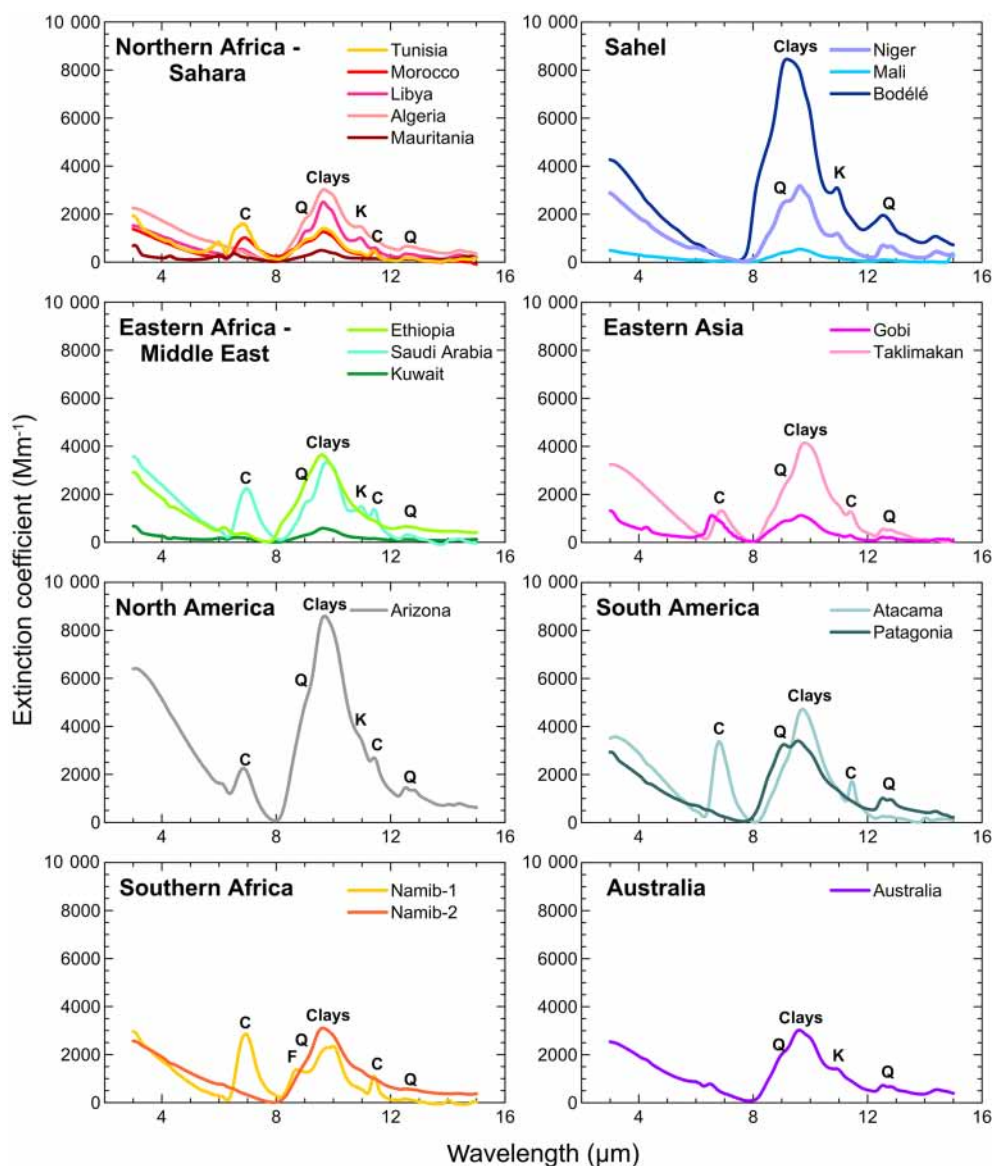 Extinction coefficient (Mm⁻¹)
Northern Africa -
Sahara
Tunisia
Morocco
Libya
Algeria
Mauritania
Clays
Q
K
C
C
Q
10 000
8000
6000
4000
2000
0
4
8
12
16
Sahel
Clays
Niger
Mali
Bodélé
Q
K
Q
10 000
8000
6000
4000
2000
0
4
8
12
16
Eastern Africa -
Middle East
Ethiopia
Saudi Arabia
Kuwait
Clays
C
Q
K
C
Q
10 000
8000
6000
4000
2000
0
4
8
12
16
Eastern Asia
Gobi
Taklimakan
Clays
Q
C
C
Q
10 000
8000
6000
4000
2000
0
4
8
12
16
North America
Clays
Arizona
Q
K
C
C
Q
10 000
8000
6000
4000
2000
0
4
8
12
16
South America
Atacama
Patagonia
Clays
Q
C
C
Q
10 000
8000
6000
4000
2000
0
4
8
12
16
Southern Africa
Namib-1
Namib-2
Clays
C
Q
F
C
Q
10 000
8000
6000
4000
2000
0
4
8
12
16
Australia
Australia
Clays
Q
K
Q
10 000
8000
6000
4000
2000
0
4
8
12
16
Wavelength (µm)